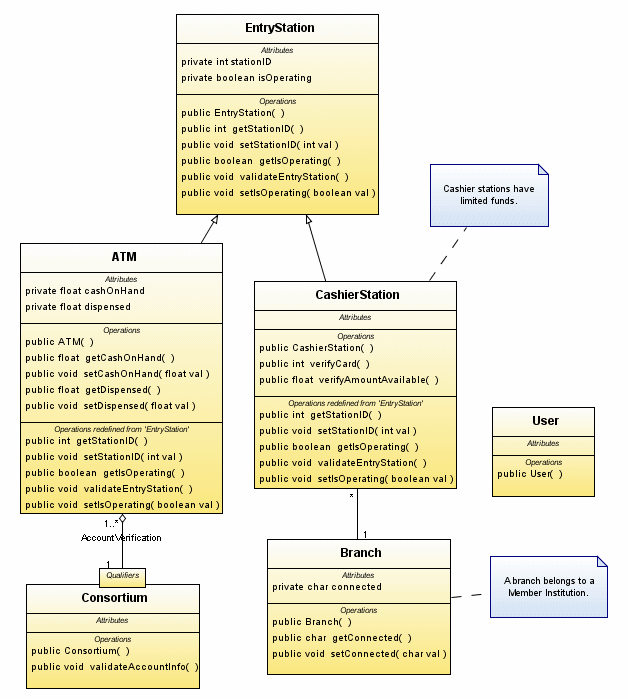 EntryStation
Attributes
private int stationID
private boolean isOperating
Operations
public EntryStation( )
public int getStationID( )
public void setStationID( int val )
public boolean getIsOperating( )
public void validateEntryStation( )
public void setIsOperating( boolean val )
Cashier stations have
limited funds.
ATM
Attributes
private float cashOnHand
private float dispensed
Operations
public ATM( )
public float getCashOnHand( )
public void setCashOnHand( float val )
public float getDispensed( )
public void setDispensed( float val )
Operations redefined from 'EntryStation'
public int getStationID( )
public void setStationID( int val )
public boolean getIsOperating( )
public void validateEntryStation( )
public void setIsOperating( boolean val )
CashierStation
Attributes
Operations
public CashierStation( )
public int verifyCard( )
public float verifyAmountAvailable( )
Operations redefined from 'EntryStation'
public int getStationID( )
public void setStationID( int val )
public boolean getIsOperating( )
public void validateEntryStation( )
public void setIsOperating( boolean val )
User
Attributes
Operations
public User( )
1..*
AccountVerification
1
Qualifiers
Consortium
Attributes
Operations
public Consortium( )
public void validateAccountInfo( )
*
1
Branch
Attributes
private char connected
Operations
public Branch( )
public char getConnected( )
public void setConnected( char val )
A branch belongs to a
Member Institution.